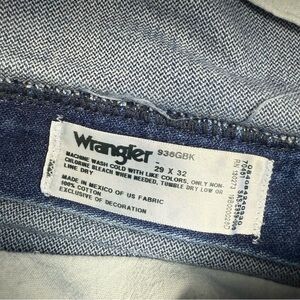 Wrangler 936GBK
-
29 X 32
MACHINE WASH COLD WITH LIKE COLORS, ONLY NON-
CHLORINE BLEACH WHEN NEEDED, TUMBLE DRY LOW OR
LINE DRY
MADE IN MEXICO OF US FABRIC
100% COTTON
EXCLUSIVE OF DECORATION